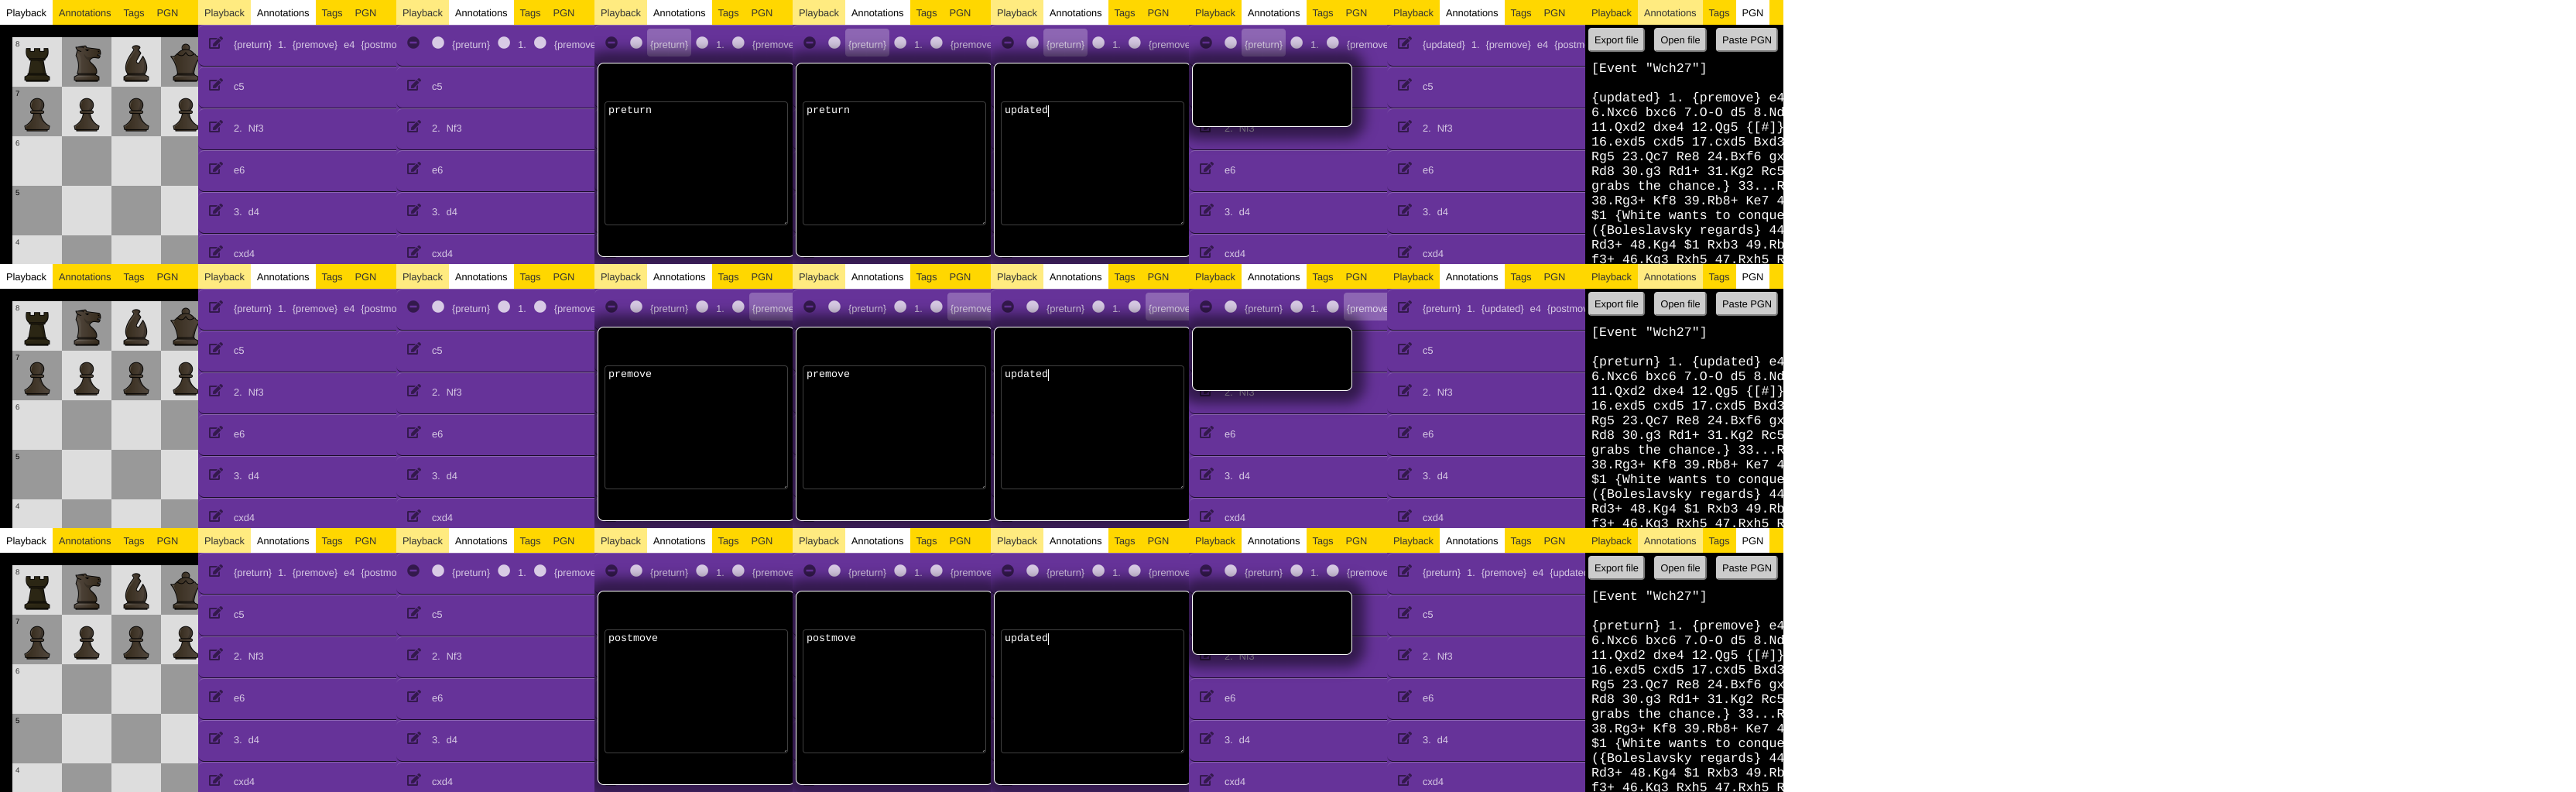 Playback Annotations Tags PGN
8
7
6
5
4
Playback Annotations Tags PGN
{preturn} 1. {premove} e4 {postmo
c5
2. Nf3
e6
3. d4
cxd4
Playback Annotations Tags PGN
{preturn} 1. {premove
c5
2. Nf3
e6
3. d4
cxd4
Playback Annotations Tags PGN
{preturn} 1. {premove
preturn
Playback Annotations Tags PGN
{preturn} 1. {premove
preturn
Playback Annotations Tags PGN
{preturn} 1. {premove
updated
Playback Annotations Tags PGN
{preturn} 1. {premove
2. Nf3
e6
3. d4
cxd4
Playback Annotations Tags PGN
{updated} 1. {premove} e4 {postm
c5
2. Nf3
e6
3. d4
cxd4
Playback Annotations Tags PGN
Export file Open file Paste PGN
[Event "Wch27"]
{updated} 1. {premove} e4
6.Nxc6 bxc6 7.O-O d5 8.Nd
11.Qxd2 dxe4 12.Qg5 {[#]}
16.exd5 cxd5 17.cxd5 Bxd3
Rg5 23.Qc7 Re8 24.Bxf6 gx
Rd8 30.g3 Rd1+ 31.Kg2 Rc5
grabs the chance.} 33...R
38.Rg3+ Kf8 39.Rb8+ Ke7 4
$1 {White wants to conque
({Boleslavsky regards} 44
Rd3+ 48.Kg4 $1 Rxb3 49.Rb
f3+ 46.Kg3 Rxh5 47.Rxh5 R
Playback Annotations Tags PGN
8
7
6
5
4
Playback Annotations Tags PGN
{preturn} 1. {premove} e4 {postmo
c5
2. Nf3
e6
3. d4
cxd4
Playback Annotations Tags PGN
{preturn} 1. {premove
c5
2. Nf3
e6
3. d4
cxd4
Playback Annotations Tags PGN
{preturn} 1. {premove
premove
Playback Annotations Tags PGN
{preturn} 1. {premove
premove
Playback Annotations Tags PGN
{preturn} 1. {premove
updated
Playback Annotations Tags PGN
{preturn} 1. {premove
2. Nf3
e6
3. d4
cxd4
Playback Annotations Tags PGN
{preturn} 1. {updated} e4 {postmov
c5
2. Nf3
e6
3. d4
cxd4
Playback Annotations Tags PGN
Export file Open file Paste PGN
[Event "Wch27"]
{preturn} 1. {updated} e4
6.Nxc6 bxc6 7.O-O d5 8.Nd
11.Qxd2 dxe4 12.Qg5 {[#]}
16.exd5 cxd5 17.cxd5 Bxd3
Rg5 23.Qc7 Re8 24.Bxf6 gx
Rd8 30.g3 Rd1+ 31.Kg2 Rc5
grabs the chance.} 33...R
38.Rg3+ Kf8 39.Rb8+ Ke7 4
$1 {White wants to conque
({Boleslavsky regards} 44
Rd3+ 48.Kg4 $1 Rxb3 49.Rb
f3+ 46.Kg3 Rxh5 47.Rxh5 R
Playback Annotations Tags PGN
8
7
6
5
4
Playback Annotations Tags PGN
{preturn} 1. {premove} e4 {postmo
c5
2. Nf3
e6
3. d4
cxd4
Playback Annotations Tags PGN
{preturn} 1. {premove
c5
2. Nf3
e6
3. d4
cxd4
Playback Annotations Tags PGN
{preturn} 1. {premove
postmove
Playback Annotations Tags PGN
{preturn} 1. {premove
postmove
Playback Annotations Tags PGN
{preturn} 1. {premove
updated
Playback Annotations Tags PGN
{preturn} 1. {premove
2. Nf3
e6
3. d4
cxd4
Playback Annotations Tags PGN
{preturn} 1. {premove} e4 {update
c5
2. Nf3
e6
3. d4
cxd4
Playback Annotations Tags PGN
Export file Open file Paste PGN
[Event "Wch27"]
{preturn} 1. {premove} e4
6.Nxc6 bxc6 7.O-O d5 8.Nd
11.Qxd2 dxe4 12.Qg5 {[#]}
16.exd5 cxd5 17.cxd5 Bxd3
Rg5 23.Qc7 Re8 24.Bxf6 gx
Rd8 30.g3 Rd1+ 31.Kg2 Rc5
grabs the chance.} 33...R
38.Rg3+ Kf8 39.Rb8+ Ke7 4
$1 {White wants to conque
({Boleslavsky regards} 44
Rd3+ 48.Kg4 $1 Rxb3 49.Rb
f3+ 46.Kg3 Rxh5 47.Rxh5 R